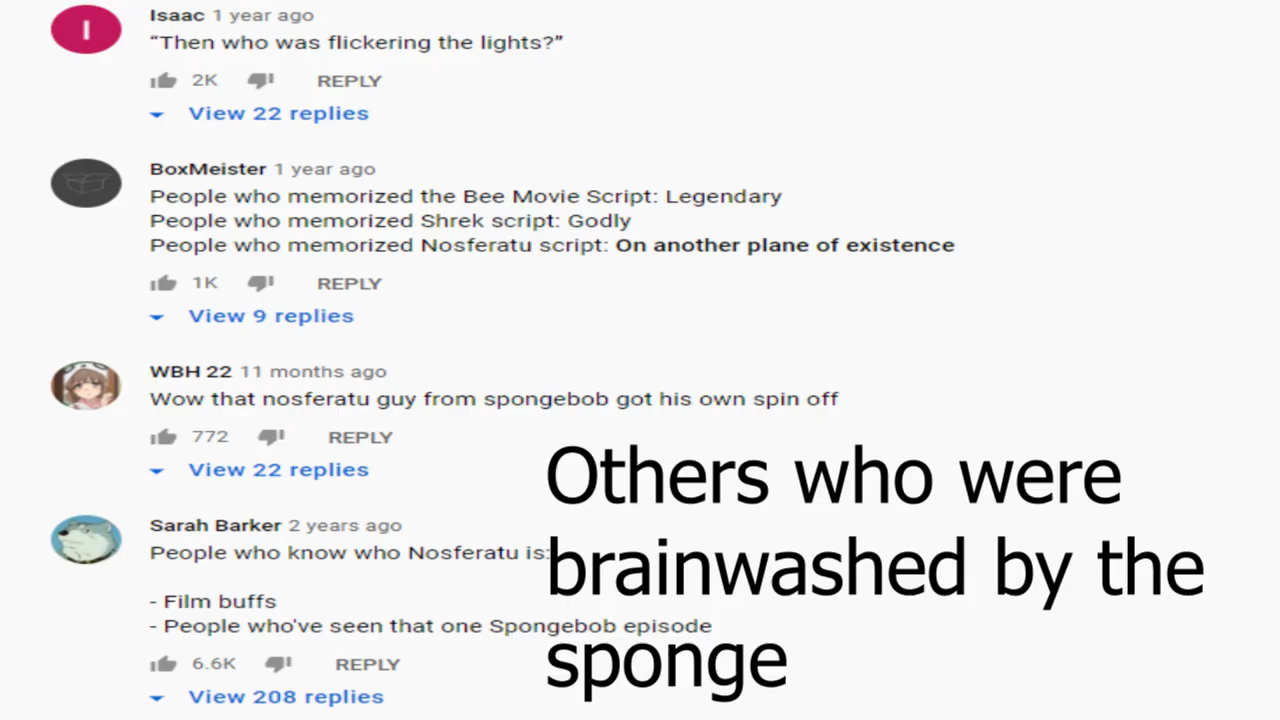 I
Isaac 1 year ago
“Then who was flickering the lights?”
2K REPLY
View 22 replies
BoxMeister 1 year ago
People who memorized the Bee Movie Script: Legendary
People who memorized Shrek script: Godly
People who memorized Nosferatu script: On another plane of existence
1K REPLY
View 9 replies
WBH 22 11 months ago
Wow that nosferatu guy from spongebob got his own spin off
772 REPLY
View 22 replies
Sarah Barker 2 years ago
People who know who Nosferatu is:
- Film buffs
- People who've seen that one Spongebob episode
6.6K REPLY
View 208 replies
Others who were
brainwashed by the
sponge